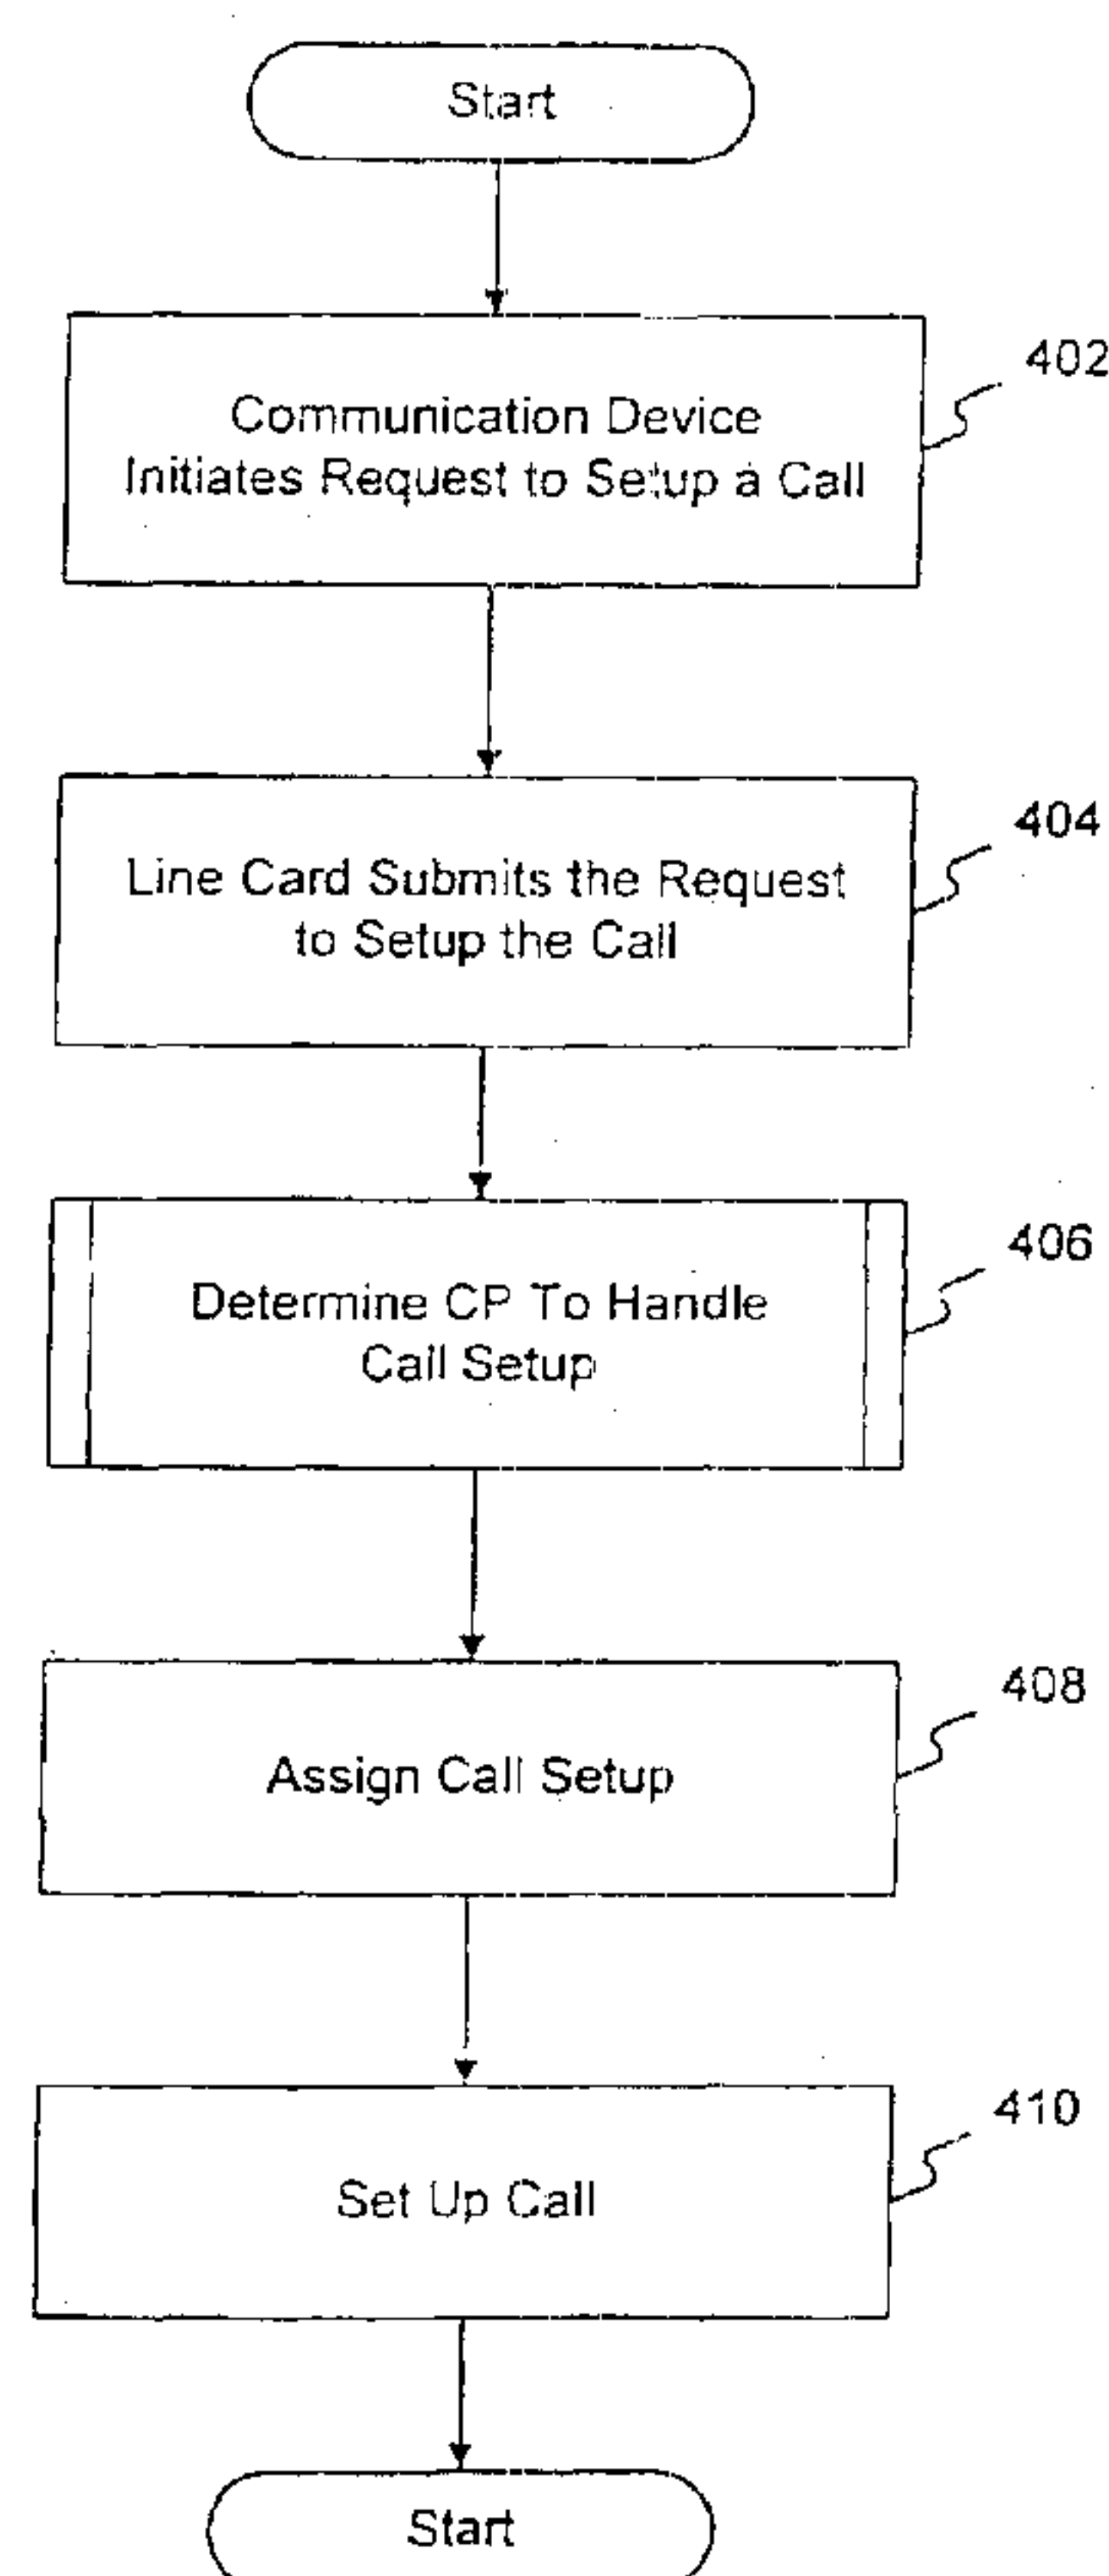 Start
402
Communication Device
Initiates Request to Setup a Call
404
Line Card Submits the Request
to Setup the Call
406
Determine CP To Handle
Call Setup
408
Assign Call Setup
410
Set Up Call
Start